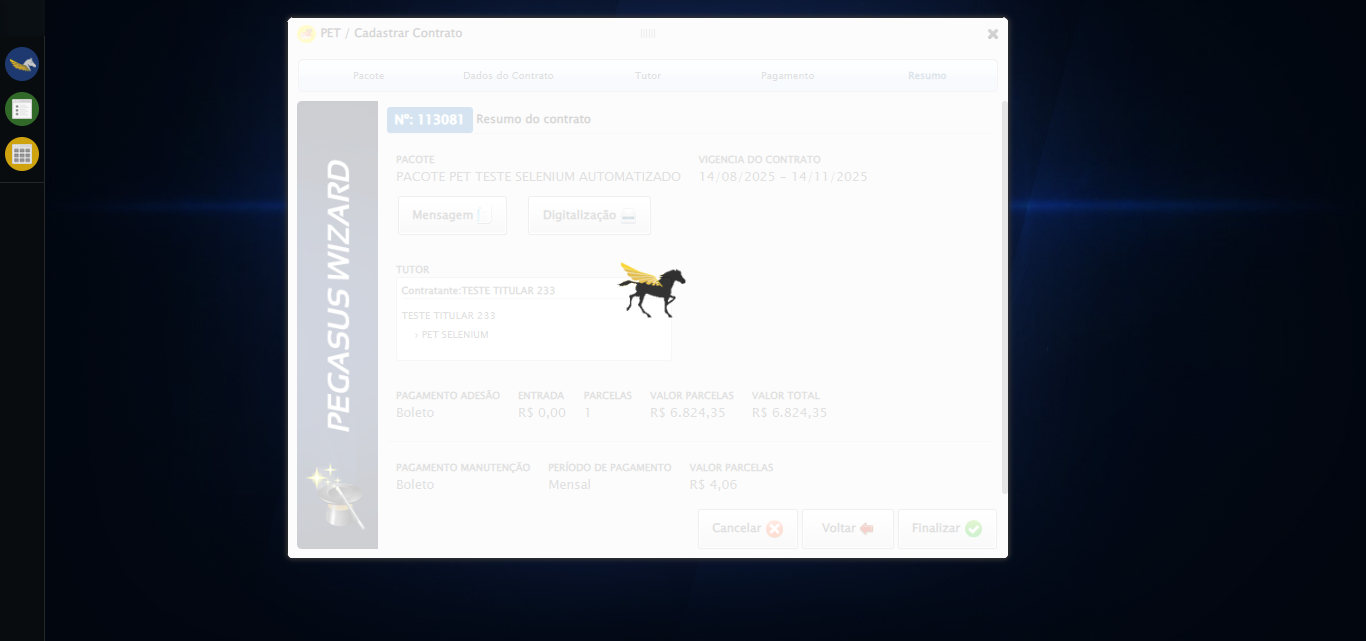 PET / Cadastrar Contrato
Pacote Dados do Contrato Tutor Pagamento Resumo
PEGASUS WIZARD
Nº: 113081 Resumo do contrato
PACOTE VIGENCIA DO CONTRATO
PACOTE PET TESTE SELENIUM AUTOMATIZADO 14/08/2025 - 14/11/2025
Mensagem Digitalização
TUTOR
Contratante:TESTE TITULAR 233
TESTE TITULAR 233
› PET SELENIUM
PAGAMENTO ADESÃO ENTRADA PARCELAS VALOR PARCELAS VALOR TOTAL
Boleto R$ 0,00 1 R$ 6.824,35 R$ 6.824,35
PAGAMENTO MANUTENÇÃO PERÍODO DE PAGAMENTO VALOR PARCELAS
Boleto Mensal R$ 4,06
Cancelar Voltar Finalizar